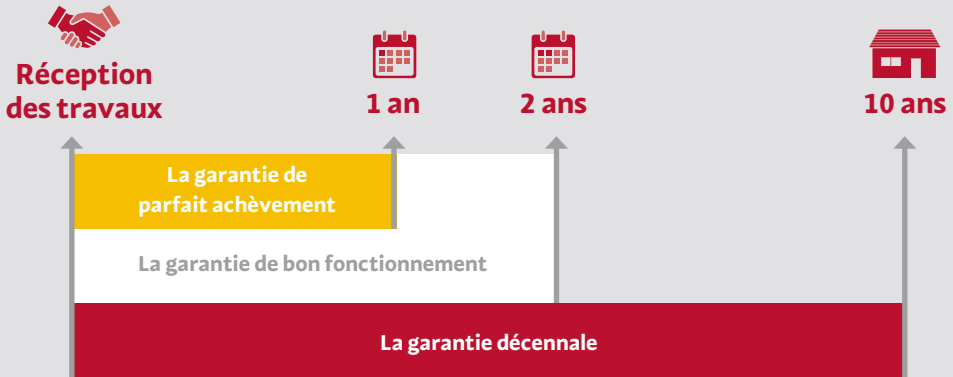 Réception
des travaux
1 an
2 ans
10 ans
La garantie de
parfait achèvement
La garantie de bon fonctionnement
La garantie décennale